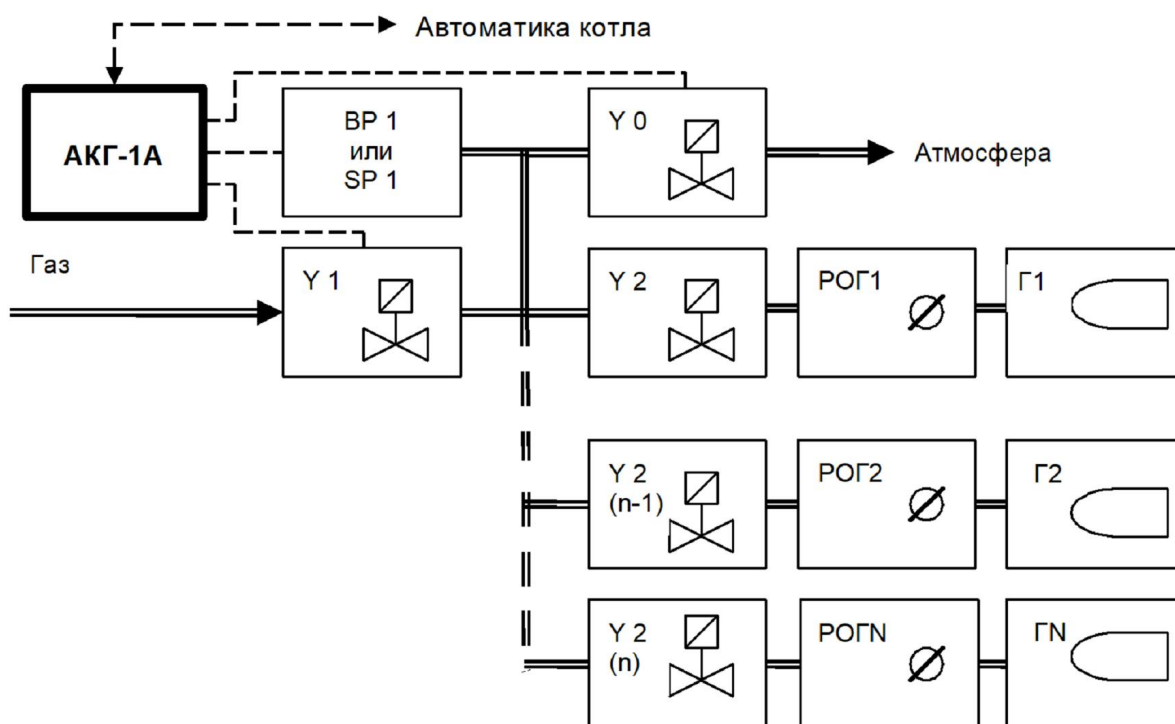 Автоматика котла
АКГ-1А
BP 1
или
SP 1
Y 0
Атмосфера
Газ
Y 1
Y 2
РОГ1
Г1
Y 2
(n-1)
РОГ2
Г2
Y 2
(n)
РОГN
ГN